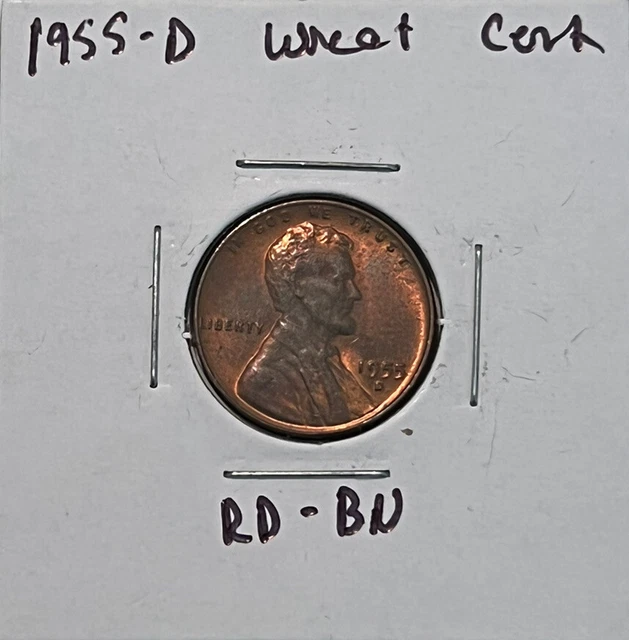 1955-D Wheat Cent
IN GOD WE TRUST
LIBERTY
1955
D
RD-BN